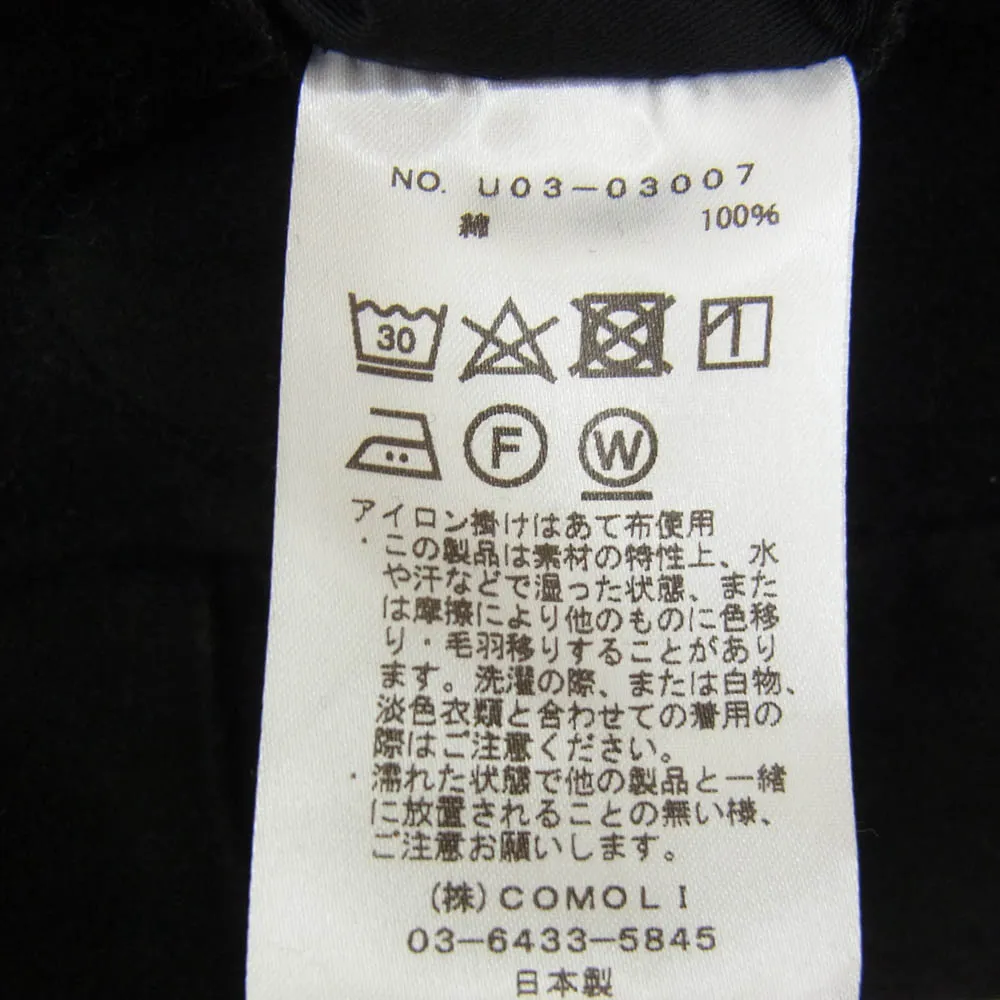 NO. U03-03007
綿 100%
30
F W
アイロン掛けはあて布使用
・この製品は素材の特性上、水
や汗などで湿った状態、また
は摩擦により他のものに色移
り・毛羽移りすることがあり
ます。洗濯の際、または白物、
淡色衣類と合わせての着用の
際はご注意ください。
・濡れた状態で他の製品と一緒
に放置されることの無い様、
ご注意お願いします。
(株)COMOLI
03-6433-5845
日本製